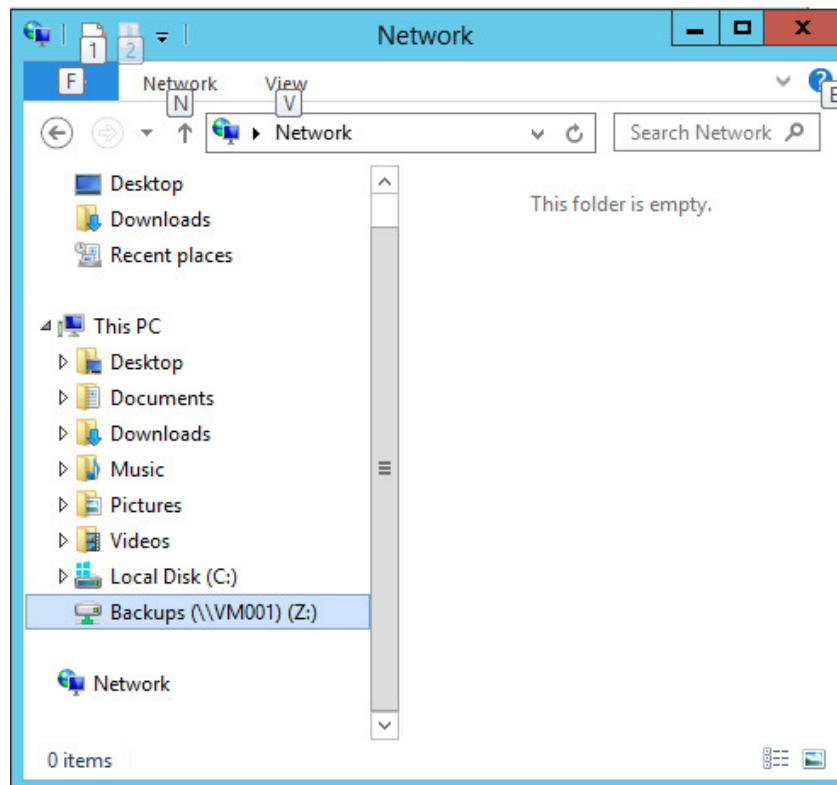 1 2 Network X
F Network N View V ? E
Network Search Network
Desktop
This folder is empty.
Downloads
Recent places
This PC
Desktop
Documents
Downloads
Music
Pictures
Videos
Local Disk (C:)
Backups (\\VM001) (Z:)
Network
0 items